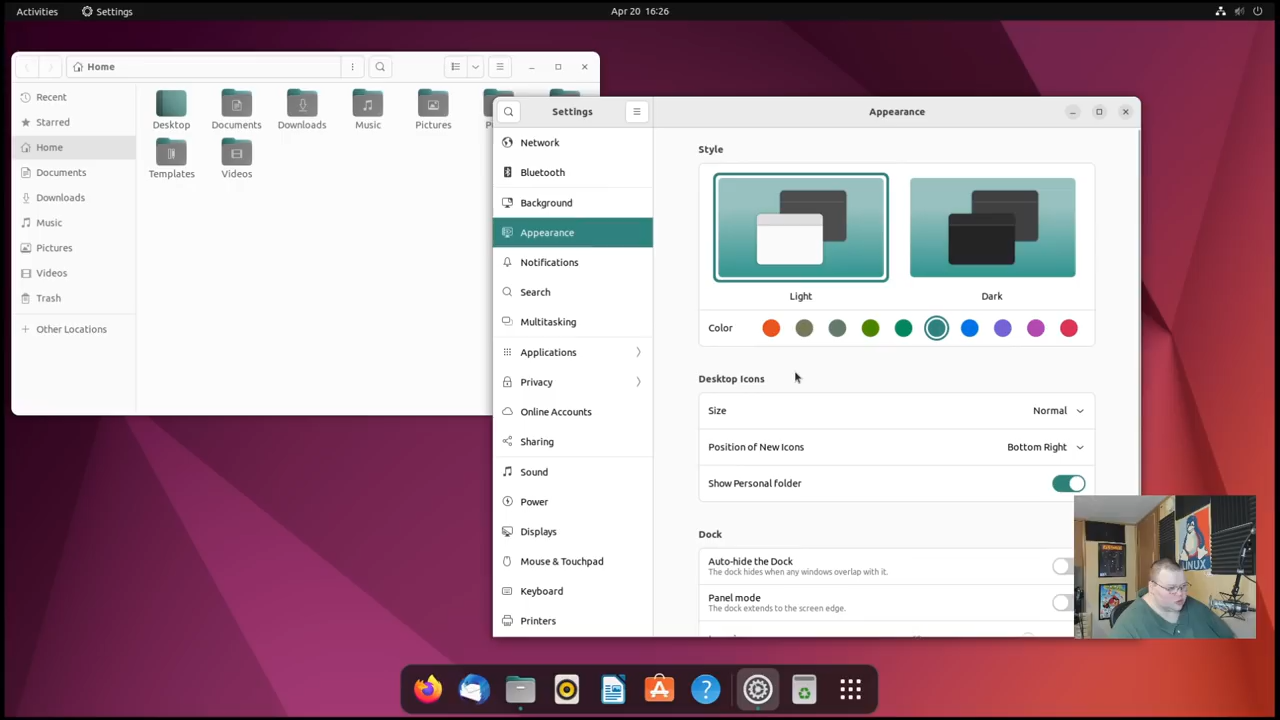 Activities
Settings
Apr 20 16:26
Home
Recent
Starred
Home
Documents
Downloads
Music
Pictures
Videos
Trash
Other Locations
Desktop
Documents
Downloads
Music
Pictures
Templates
Videos
Settings
Appearance
Network
Bluetooth
Background
Appearance
Notifications
Search
Multitasking
Applications
Privacy
Online Accounts
Sharing
Sound
Power
Displays
Mouse & Touchpad
Keyboard
Printers
Style
Light
Dark
Color
Desktop Icons
Size
Normal
Position of New Icons
Bottom Right
Show Personal folder
Dock
Auto-hide the Dock
The dock hides when any windows overlap with it.
Panel mode
The dock extends to the screen edge.
LINUX